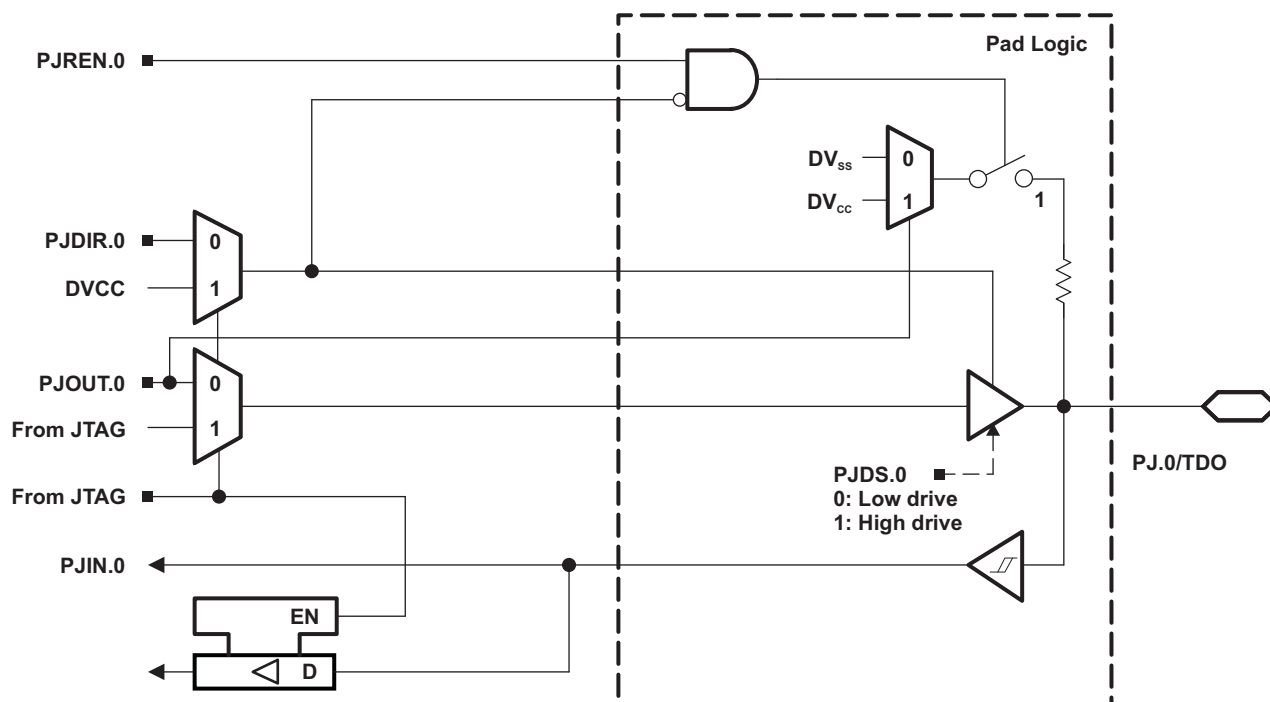 Pad Logic
PJREN.0
DVSS
0
DVCC
1
1
PJDIR.0
0
DVCC
1
PJOUT.0
0
From JTAG
1
PJ.0/TDO
PJDS.0
0: Low drive
1: High drive
From JTAG
PJIN.0
EN
D